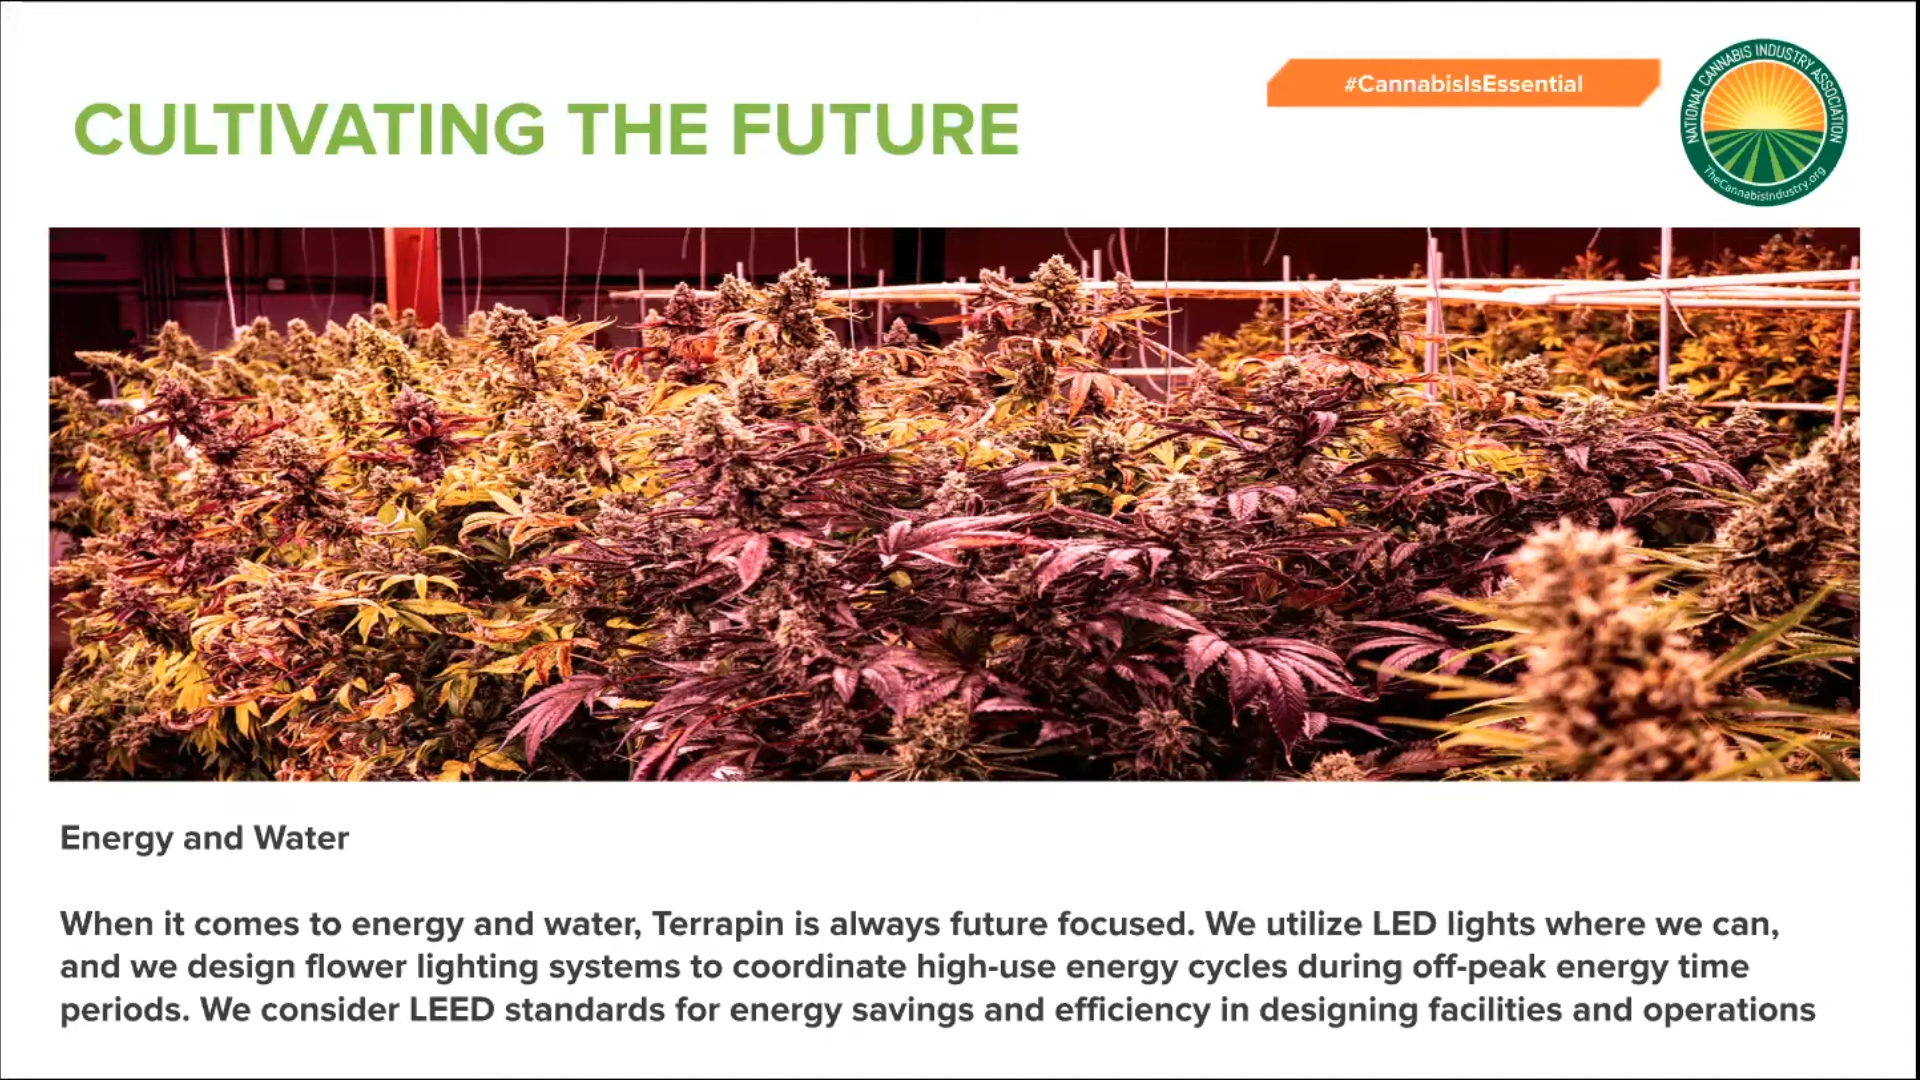 #CannabisIsEssential
NATIONAL CANNABIS INDUSTRY ASSOCIATION
TheCannabisIndustry.org
CULTIVATING THE FUTURE
Energy and Water
When it comes to energy and water, Terrapin is always future focused. We utilize LED lights where we can,
and we design flower lighting systems to coordinate high-use energy cycles during off-peak energy time
periods. We consider LEED standards for energy savings and efficiency in designing facilities and operations